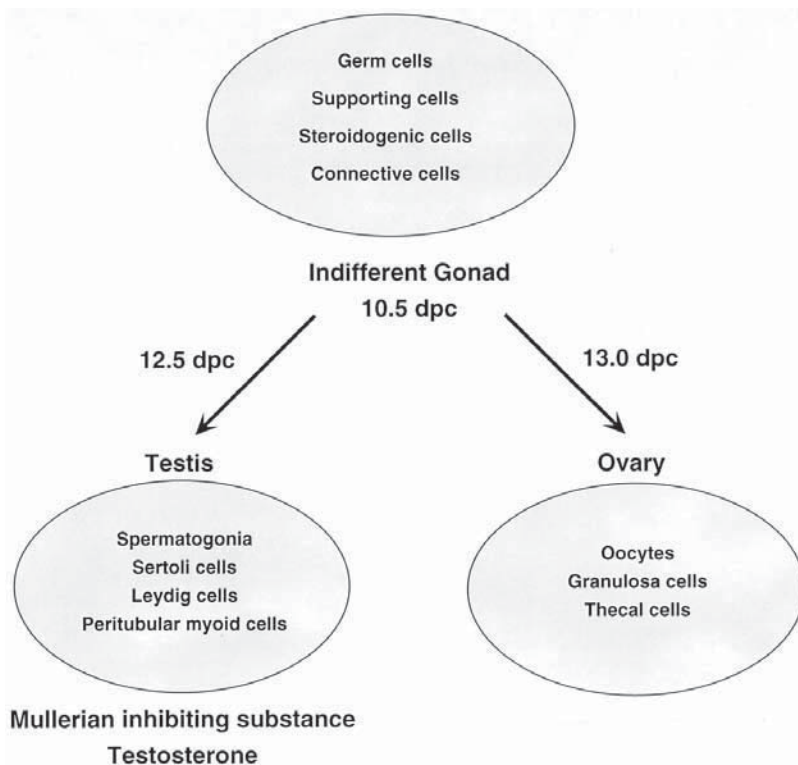 Germ cells
Supporting cells
Steroidogenic cells
Connective cells
Indifferent Gonad
10.5 dpc
12.5 dpc
13.0 dpc
Testis
Ovary
Spermatogonia
Sertoli cells
Leydig cells
Peritubular myoid cells
Oocytes
Granulosa cells
Thecal cells
Mullerian inhibiting substance
Testosterone